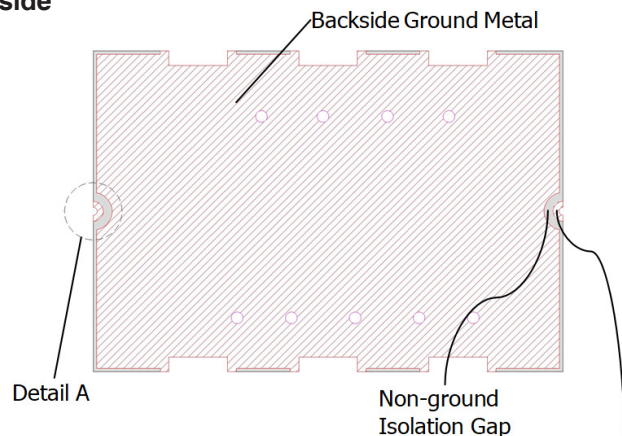 side
Backside Ground Metal
Detail A
Non-ground
Isolation Gap